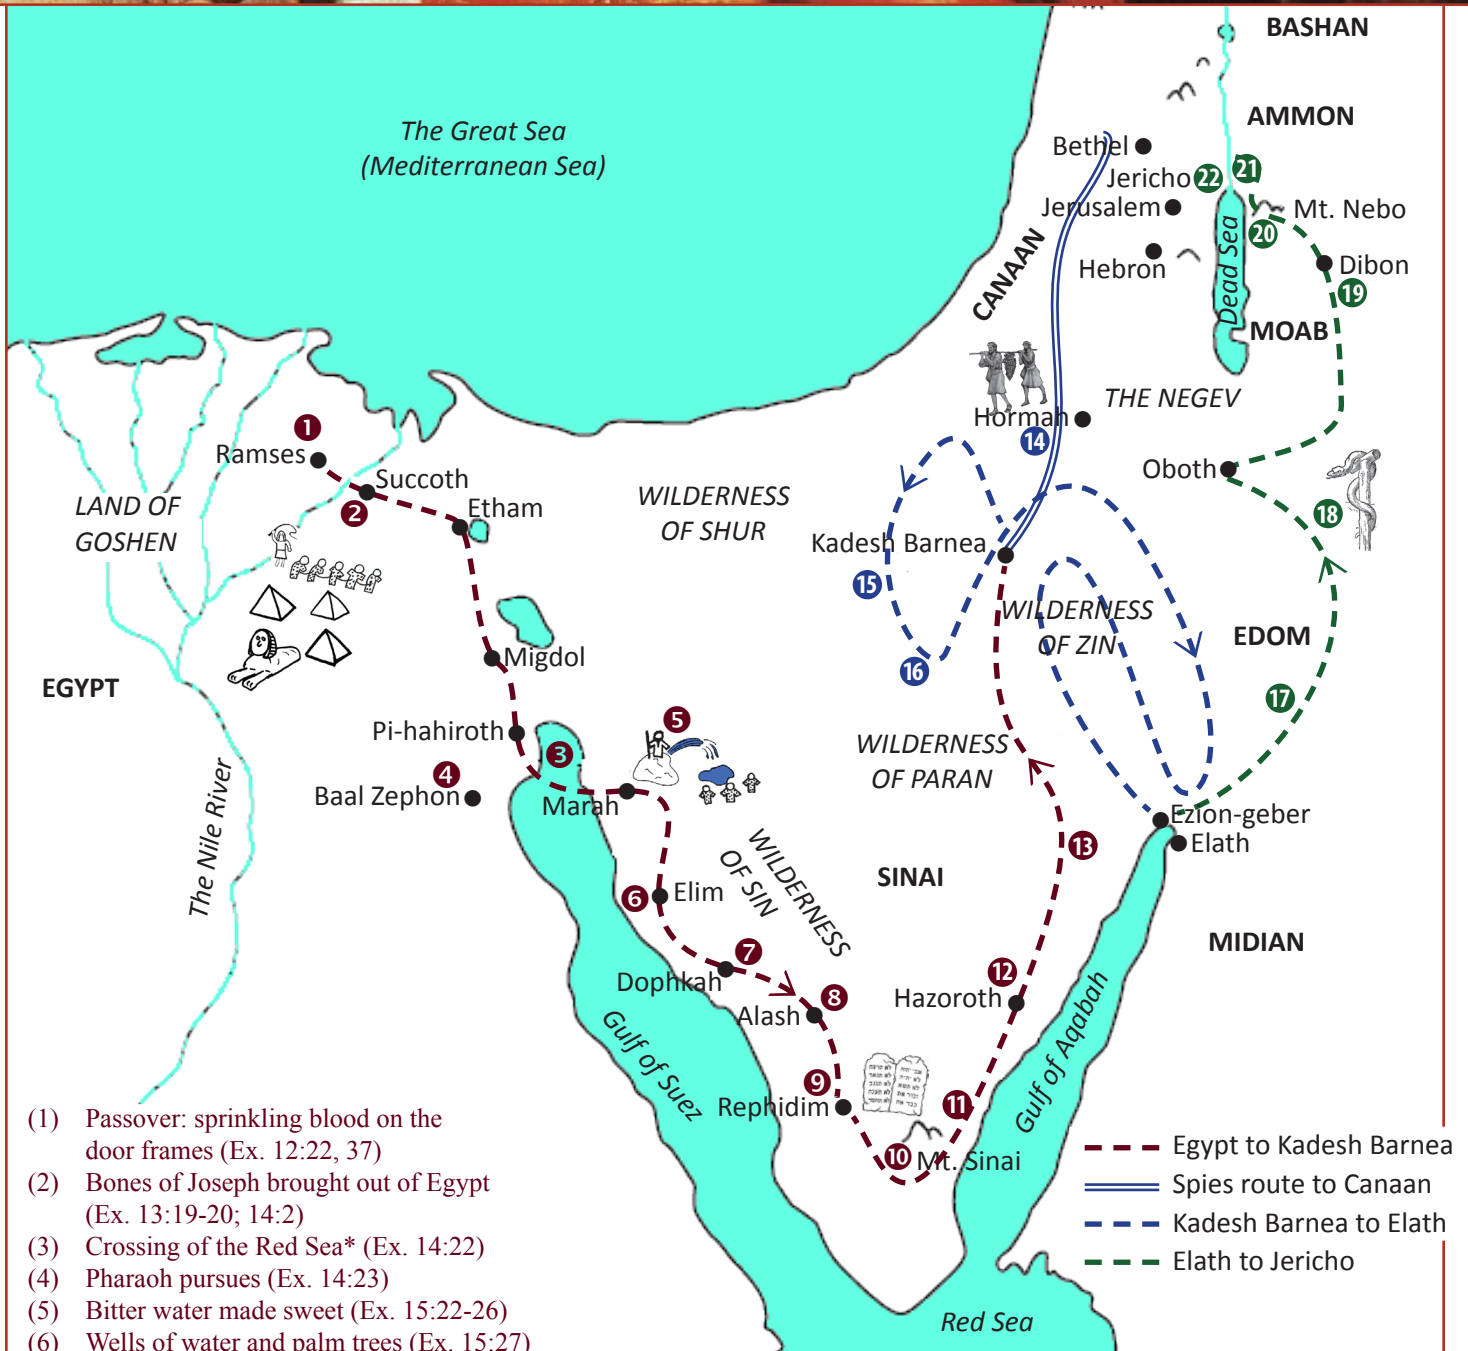 BASHAN
The Great Sea
(Mediterranean Sea)
AMMON
Bethel
Jericho
22
21
Jerusalem
Mt. Nebo
20
CANAAN
Hebron
Dead Sea
Dibon
19
MOAB
THE NEGEV
Hormah
14
1
Ramses
Succoth
2
Etham
LAND OF
GOSHEN
WILDERNESS
OF SHUR
Oboth
18
Kadesh Barnea
15
WILDERNESS
OF ZIN
16
EDOM
17
Migdol
EGYPT
Pi-hahiroth
3
5
4
Baal Zephon
Marah
WILDERNESS
OF PARAN
The Nile River
Ezion-geber
Elath
13
WILDERNESS
OF SIN
SINAI
6
Elim
MIDIAN
7
Dophkah
12
Hazoroth
8
Alash
Gulf of Suez
Gulf of Aqabah
9
Rephidim
11
10
Mt. Sinai
Red Sea
(1) Passover: sprinkling blood on the
door frames (Ex. 12:22, 37)
(2) Bones of Joseph brought out of Egypt
(Ex. 13:19-20; 14:2)
(3) Crossing of the Red Sea* (Ex. 14:22)
(4) Pharaoh pursues (Ex. 14:23)
(5) Bitter water made sweet (Ex. 15:22-26)
(6) Wells of water and palm trees (Ex. 15:27)
Egypt to Kadesh Barnea
Spies route to Canaan
Kadesh Barnea to Elath
Elath to Jericho